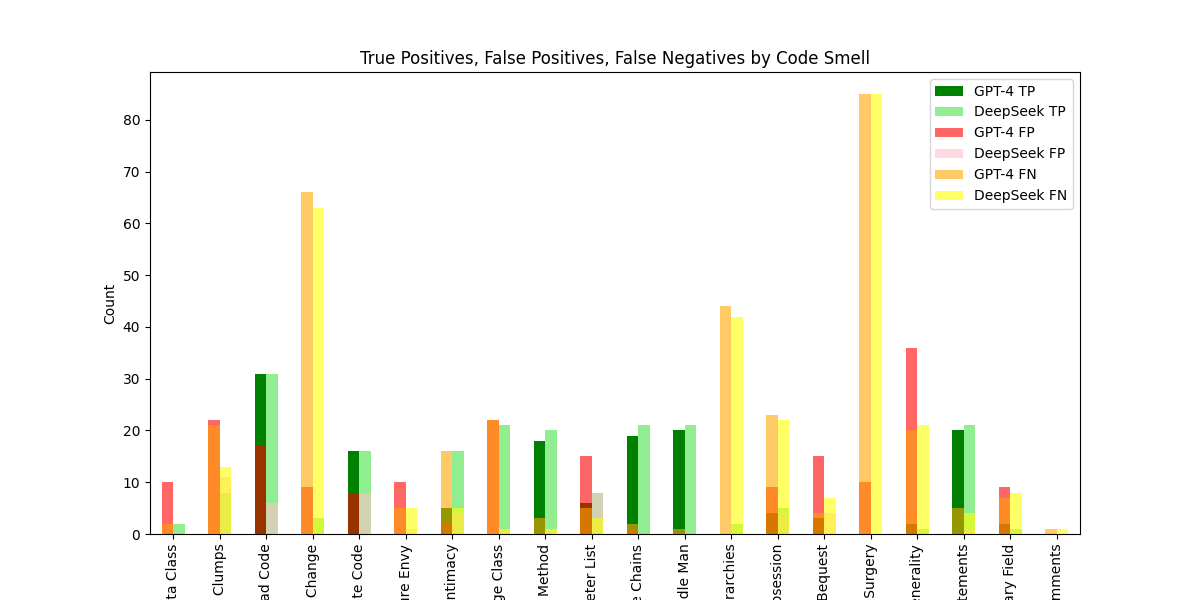 True Positives, False Positives, False Negatives by Code Smell
GPT-4 TP
DeepSeek TP
GPT-4 FP
DeepSeek FP
GPT-4 FN
DeepSeek FN
Count
80
70
60
50
40
30
20
10
0
ta Class
Clumps
ad Code
Change
te Code
ure Envy
ntimacy
ge Class
Method
eter List
e Chains
dle Man
rarchies
bsession
Bequest
Surgery
enerality
tements
ary Field
mments